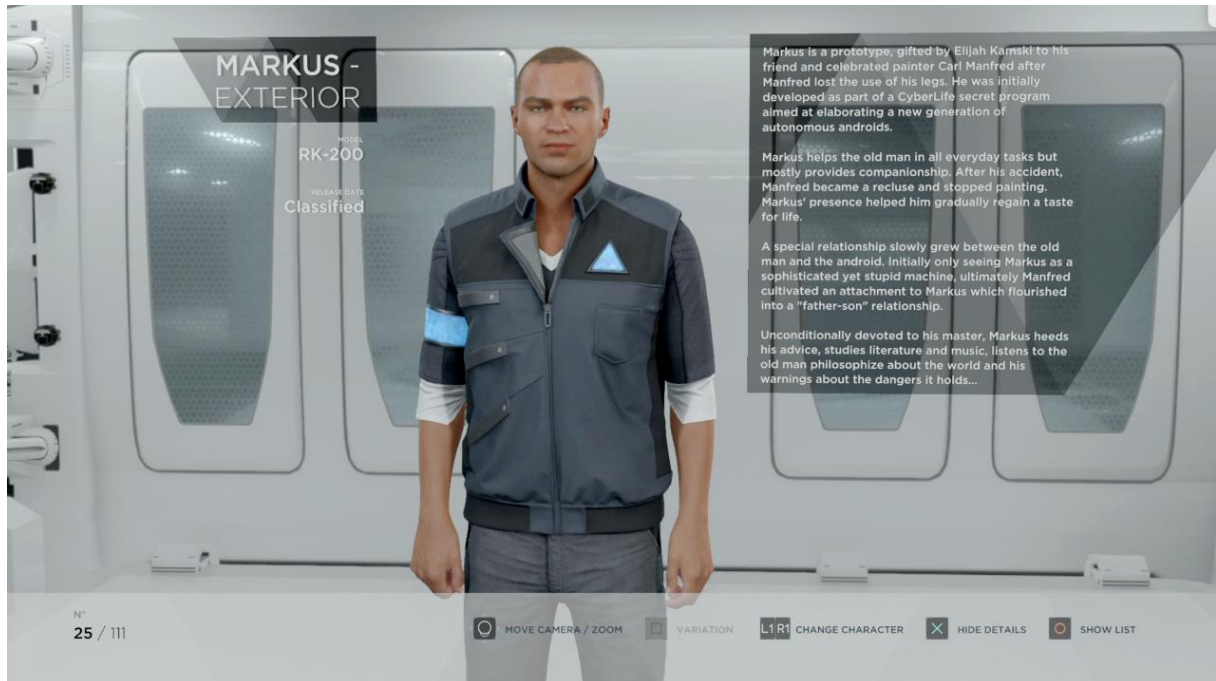 MARKUS -
EXTERIOR
MODEL
RK-200
RELEASE DATE
Classified
Markus is a prototype, gifted by Elijah Kamski to his
friend and celebrated painter Carl Manfred after
Manfred lost the use of his legs. He was initially
developed as part of a CyberLife secret program
aimed at elaborating a new generation of
autonomous androids.
Markus helps the old man in all everyday tasks but
mostly provides companionship. After his accident,
Manfred became a recluse and stopped painting.
Markus' presence helped him gradually regain a taste
for life.
A special relationship slowly grew between the old
man and the android. Initially only seeing Markus as a
sophisticated yet stupid machine, ultimately Manfred
cultivated an attachment to Markus which flourished
into a "father-son" relationship.
Unconditionally devoted to his master, Markus heeds
his advice, studies literature and music, listens to the
old man philosophize about the world and his
warnings about the dangers it holds...
N°
25 / 111
MOVE CAMERA / ZOOM
VARIATION
L1 R1 CHANGE CHARACTER
HIDE DETAILS
SHOW LIST